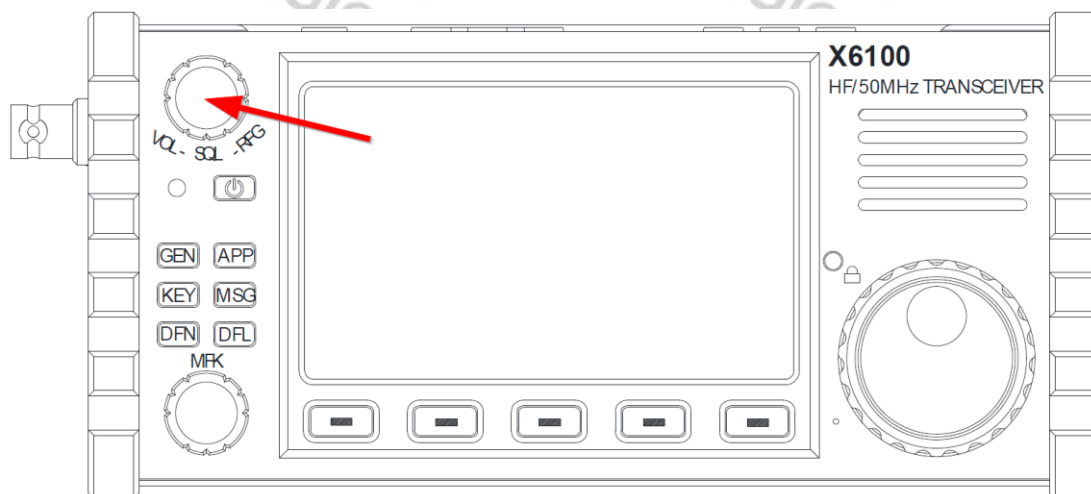 X6100
HF/50MHz TRANSCEIVER
VOL- SQL -RFG
GEN APP
KEY MSG
DFN DFL
MFK